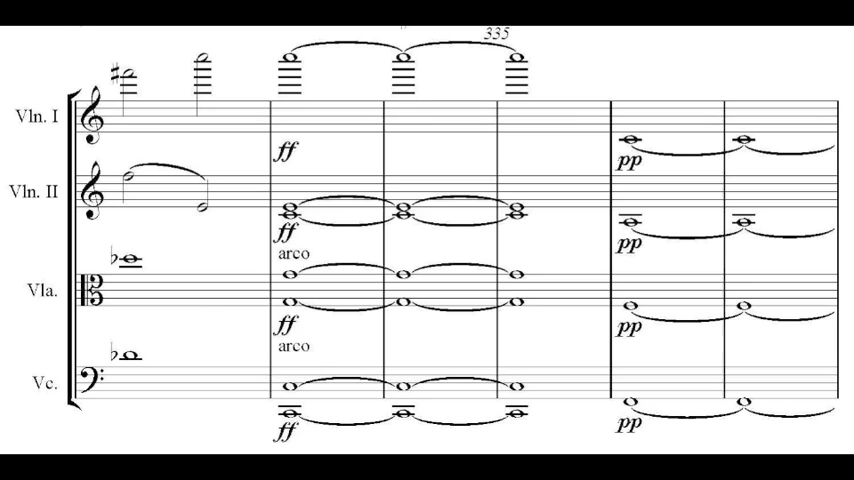 335
Vln. I
ff
pp
Vln. II
ff
pp
arco
Vla.
ff
pp
arco
Vc.
ff
pp